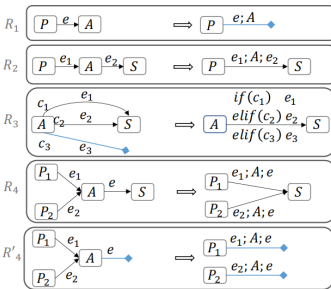 R1 P e A P e; A
R2 P e1 A e2 S P e1; A; e2 S
R3 c1 e1 A c2 e2 S c3 e3 A if(c1) e1 elif(c2) e2 elif(c3) e3 S
R4 P1 e1 P2 e2 A e S P1 e1; A; e P2 e2; A; e S
R'4 P1 e1 P2 e2 A e P1 e1; A; e P2 e2; A; e